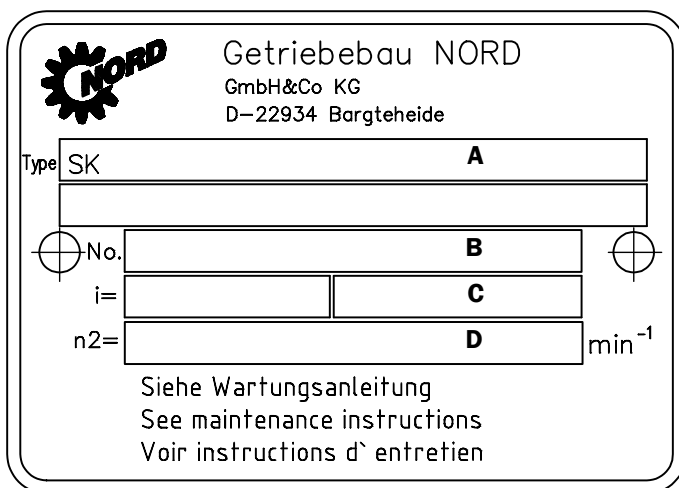 NORD Getriebebau NORD
GmbH&Co KG
D-22934 Bargteheide
Type SK A
No. B
i= C
n2= D min⁻¹
Siehe Wartungsanleitung
See maintenance instructions
Voir instructions d` entretien